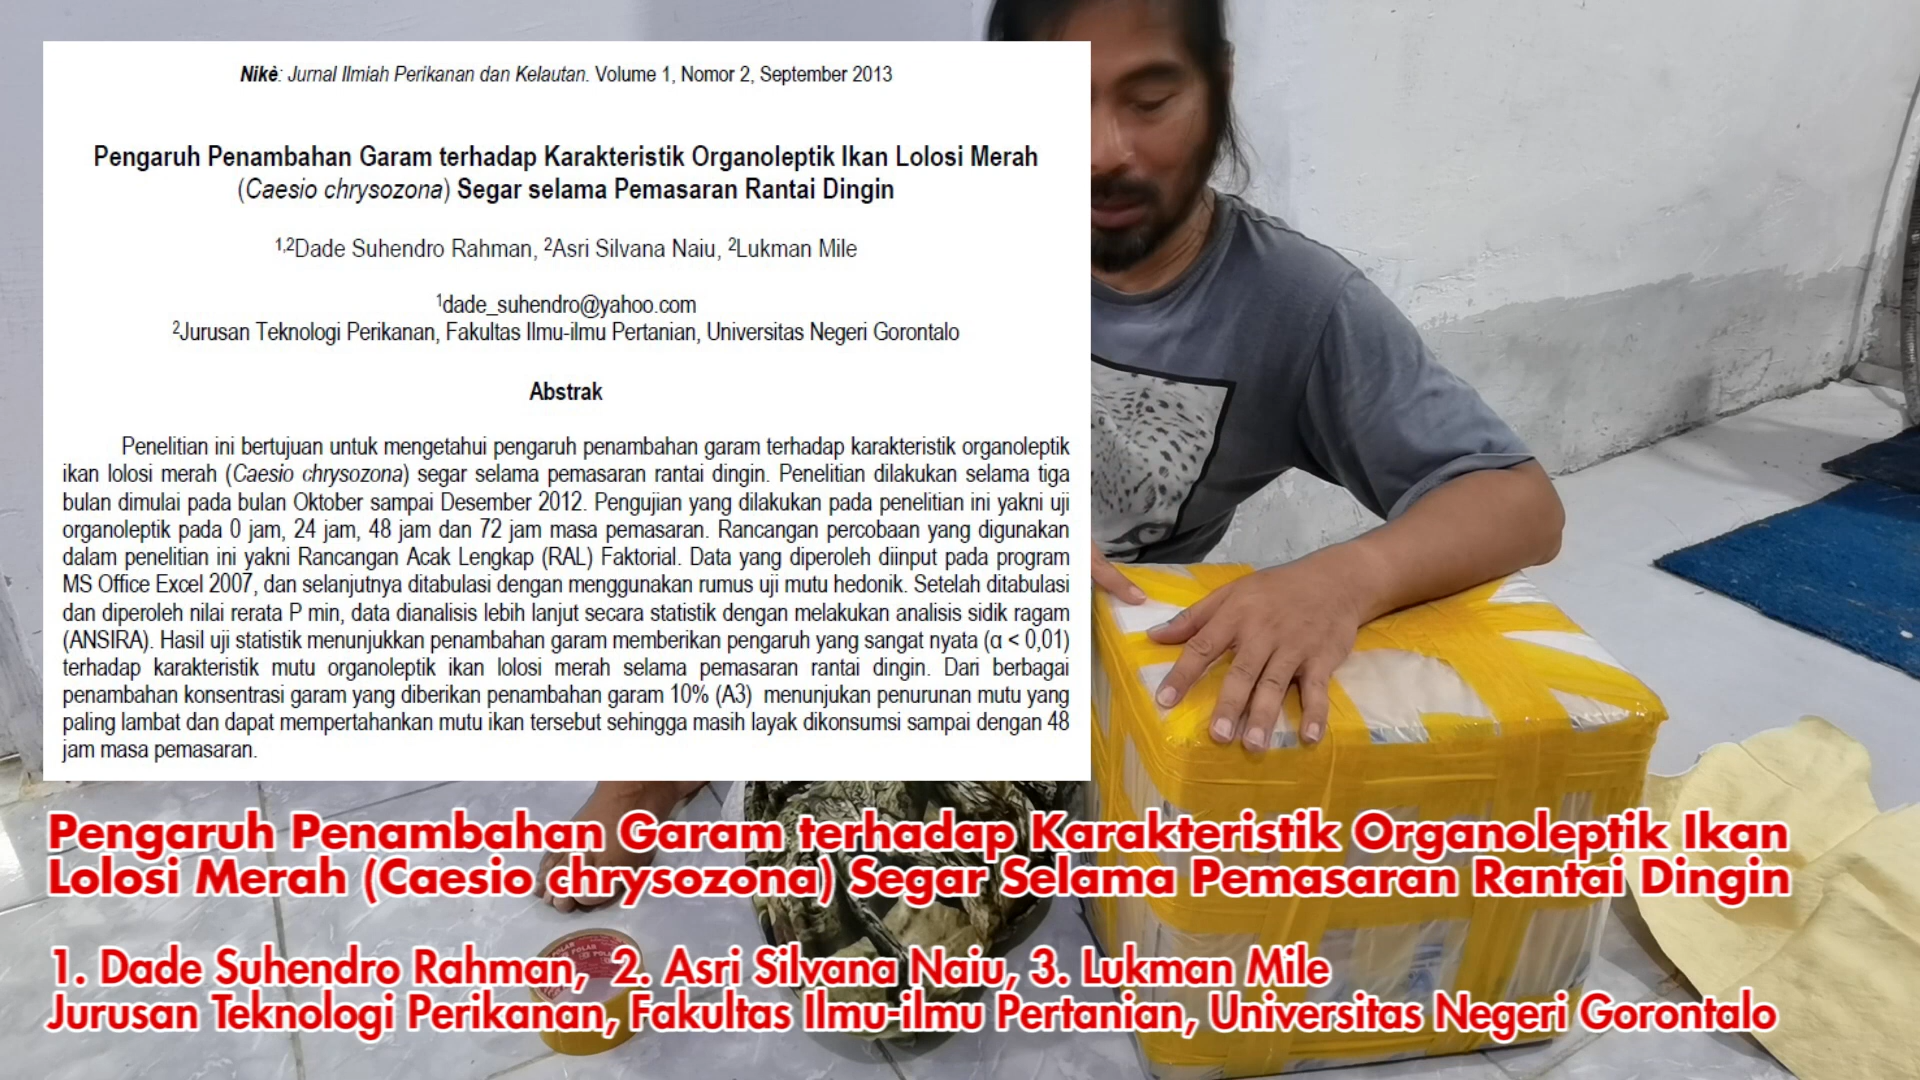 Nikè: Jurnal Ilmiah Perikanan dan Kelautan. Volume 1, Nomor 2, September 2013
Pengaruh Penambahan Garam terhadap Karakteristik Organoleptik Ikan Lolosi Merah
(Caesio chrysozona) Segar selama Pemasaran Rantai Dingin
1,2Dade Suhendro Rahman, 2Asri Silvana Naiu, 2Lukman Mile
1dade_suhendro@yahoo.com
2Jurusan Teknologi Perikanan, Fakultas Ilmu-ilmu Pertanian, Universitas Negeri Gorontalo
Abstrak
Penelitian ini bertujuan untuk mengetahui pengaruh penambahan garam terhadap karakteristik organoleptik
ikan lolosi merah (Caesio chrysozona) segar selama pemasaran rantai dingin. Penelitian dilakukan selama tiga
bulan dimulai pada bulan Oktober sampai Desember 2012. Pengujian yang dilakukan pada penelitian ini yakni uji
organoleptik pada 0 jam, 24 jam, 48 jam dan 72 jam masa pemasaran. Rancangan percobaan yang digunakan
dalam penelitian ini yakni Rancangan Acak Lengkap (RAL) Faktorial. Data yang diperoleh diinput pada program
MS Office Excel 2007, dan selanjutnya ditabulasi dengan menggunakan rumus uji mutu hedonik. Setelah ditabulasi
dan diperoleh nilai rerata P min, data dianalisis lebih lanjut secara statistik dengan melakukan analisis sidik ragam
(ANSIRA). Hasil uji statistik menunjukkan penambahan garam memberikan pengaruh yang sangat nyata (α < 0,01)
terhadap karakteristik mutu organoleptik ikan lolosi merah selama pemasaran rantai dingin. Dari berbagai
penambahan konsentrasi garam yang diberikan penambahan garam 10% (A3) menunjukan penurunan mutu yang
paling lambat dan dapat mempertahankan mutu ikan tersebut sehingga masih layak dikonsumsi sampai dengan 48
jam masa pemasaran.
Pengaruh Penambahan Garam terhadap Karakteristik Organoleptik Ikan
Lolosi Merah (Caesio chrysozona) Segar Selama Pemasaran Rantai Dingin
1. Dade Suhendro Rahman, 2. Asri Silvana Naiu, 3. Lukman Mile
Jurusan Teknologi Perikanan, Fakultas Ilmu-ilmu Pertanian, Universitas Negeri Gorontalo
POLAR